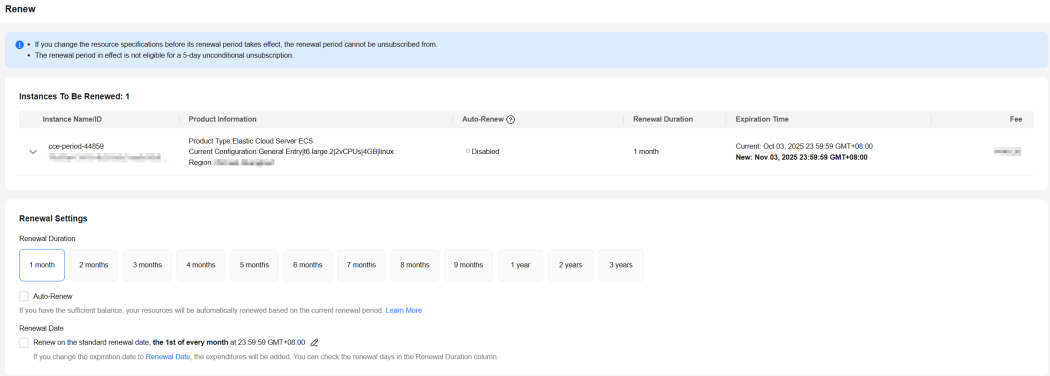 Renew
• If you change the resource specifications before its renewal period takes effect, the renewal period cannot be unsubscribed from.
• The renewal period in effect is not eligible for a 5-day unconditional unsubscription.
Instances To Be Renewed: 1
Instance Name/ID Product Information Auto-Renew Renewal Duration Expiration Time Fee
cce-period-44859
Product Type:Elastic Cloud Server ECS
Current Configuration:General Entry|t6.large.2|2vCPUs|4GB|linux
Region:
Disabled
1 month
Current: Oct 03, 2025 23:59:59 GMT+08:00
New: Nov 03, 2025 23:59:59 GMT+08:00
Renewal Settings
Renewal Duration
1 month 2 months 3 months 4 months 5 months 6 months 7 months 8 months 9 months 1 year 2 years 3 years
Auto-Renew
If you have the sufficient balance, your resources will be automatically renewed based on the current renewal period. Learn More
Renewal Date
Renew on the standard renewal date, the 1st of every month at 23:59:59 GMT+08:00
If you change the expiration date to Renewal Date, the expenditures will be added. You can check the renewal days in the Renewal Duration column.